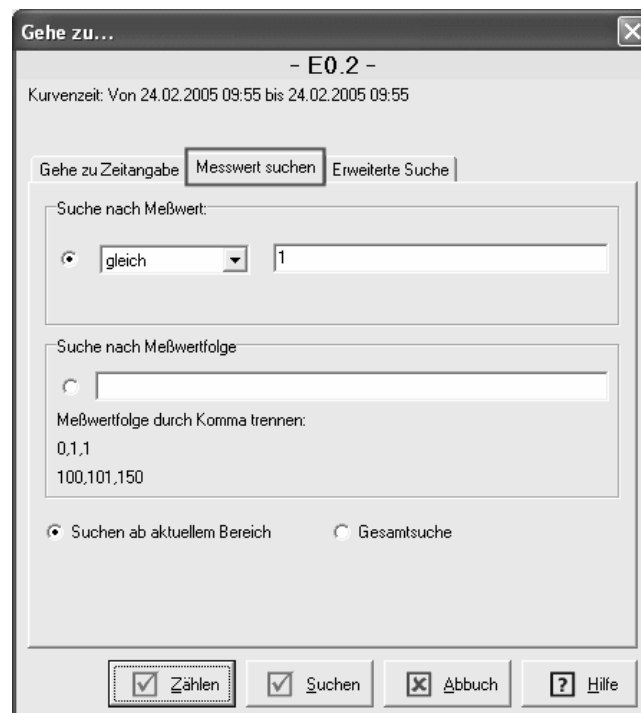 Gehe zu...
- E0.2 -
Kurvenzeit: Von 24.02.2005 09:55 bis 24.02.2005 09:55
Gehe zu Zeitangabe Messwert suchen Erweiterte Suche
Suche nach Meßwert:
gleich 1
Suche nach Meßwertfolge
Meßwertfolge durch Komma trennen:
0,1,1
100,101,150
Suchen ab aktuellem Bereich Gesamtsuche
Zählen Suchen Abbuch Hilfe